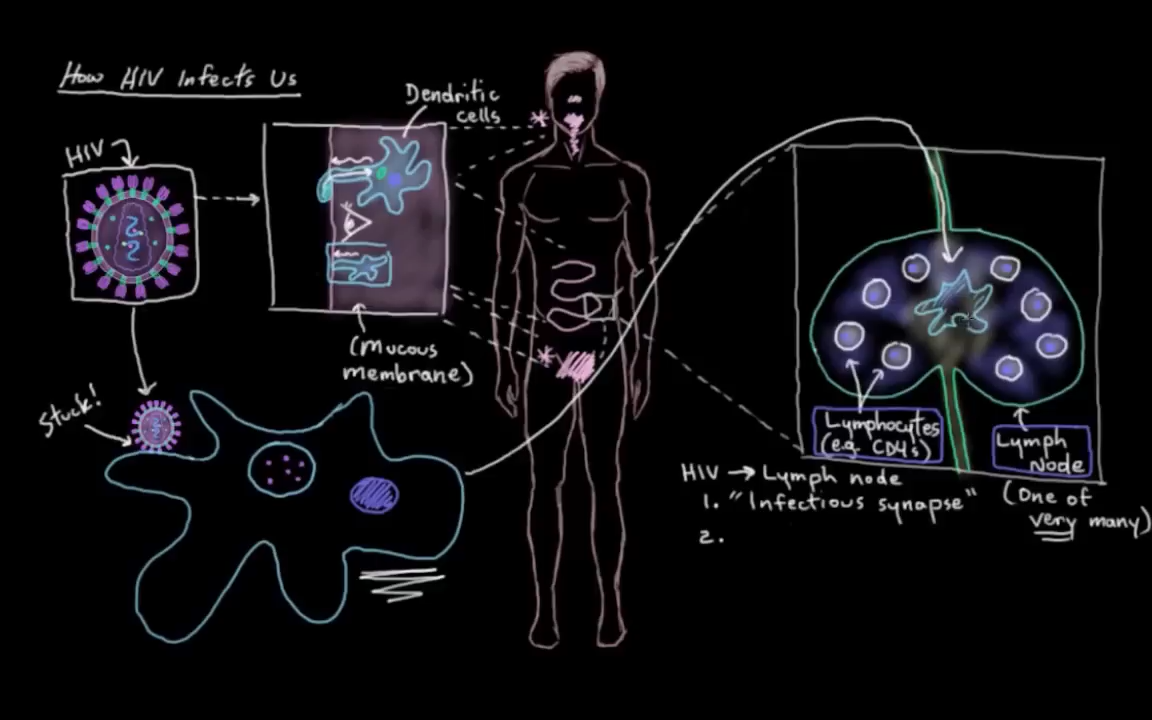 How HIV Infects Us
HIV
Dendritic
cells
(Mucous
membrane)
Stuck!
Lymphocytes
(e.g. CD4's)
Lymph
Node
(One of
very many)
HIV → Lymph node
1. "Infectious synapse"
2.